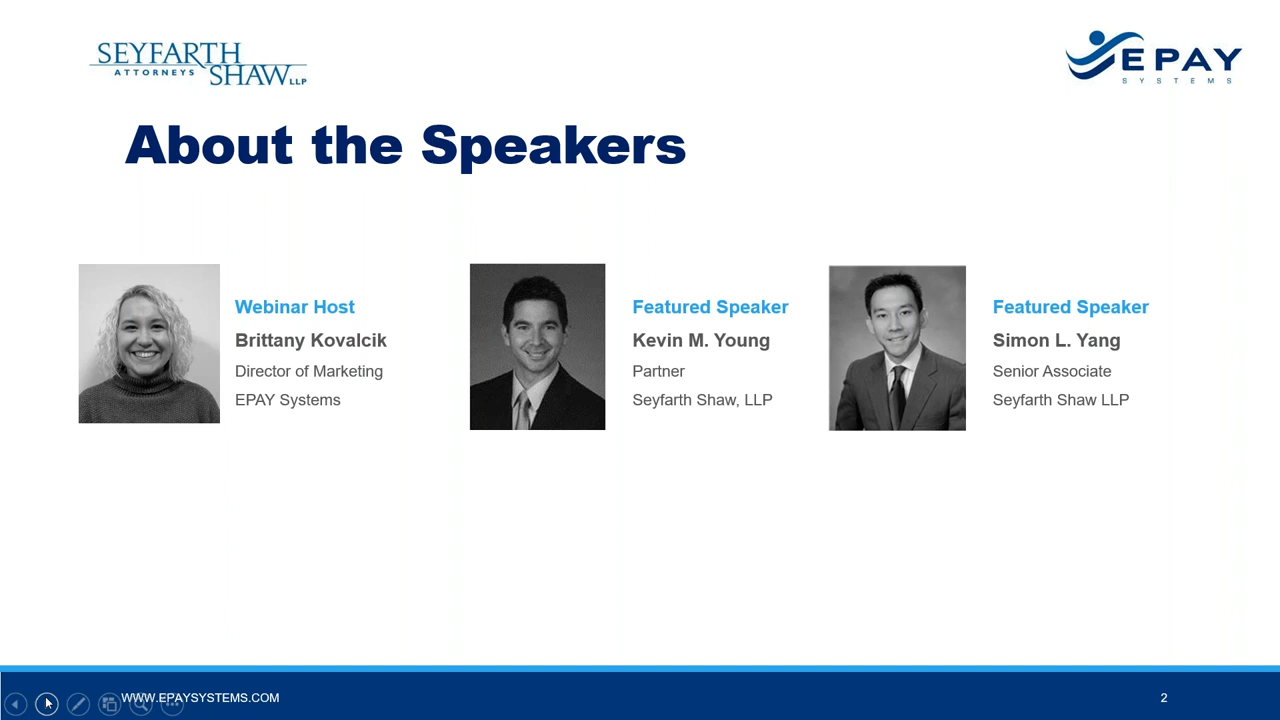 SEYFARTH
ATTORNEYS SHAW LLP
EPAY
SYSTEMS
About the Speakers
Webinar Host
Brittany Kovalcik
Director of Marketing
EPAY Systems
Featured Speaker
Kevin M. Young
Partner
Seyfarth Shaw, LLP
Featured Speaker
Simon L. Yang
Senior Associate
Seyfarth Shaw LLP
WWW.EPAYSYSTEMS.COM
2